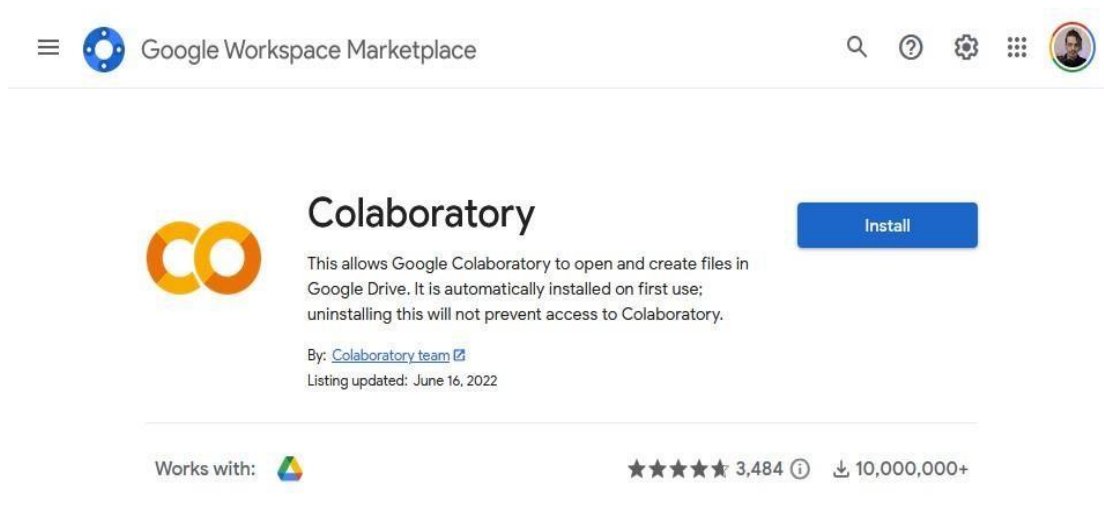 Google Workspace Marketplace
Colaboratory
Install
This allows Google Colaboratory to open and create files in
Google Drive. It is automatically installed on first use;
uninstalling this will not prevent access to Colaboratory.
By: Colaboratory team
Listing updated: June 16, 2022
Works with:
3,484
10,000,000+